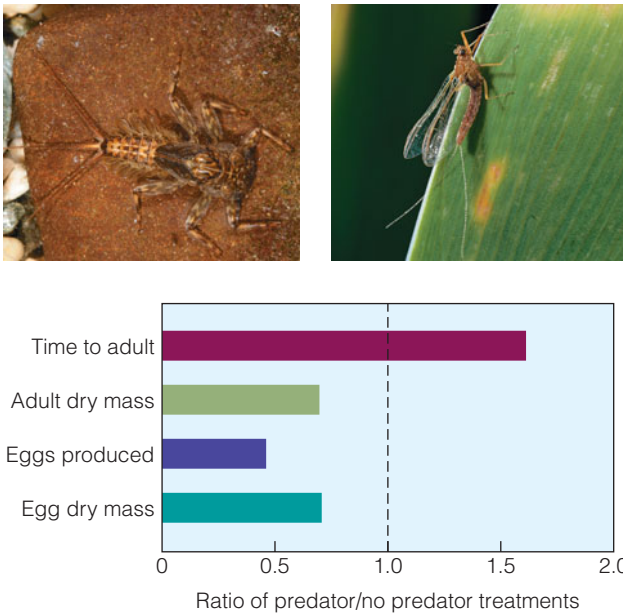 Time to adult
Adult dry mass
Eggs produced
Egg dry mass
0 0.5 1.0 1.5 2.0
Ratio of predator/no predator treatments